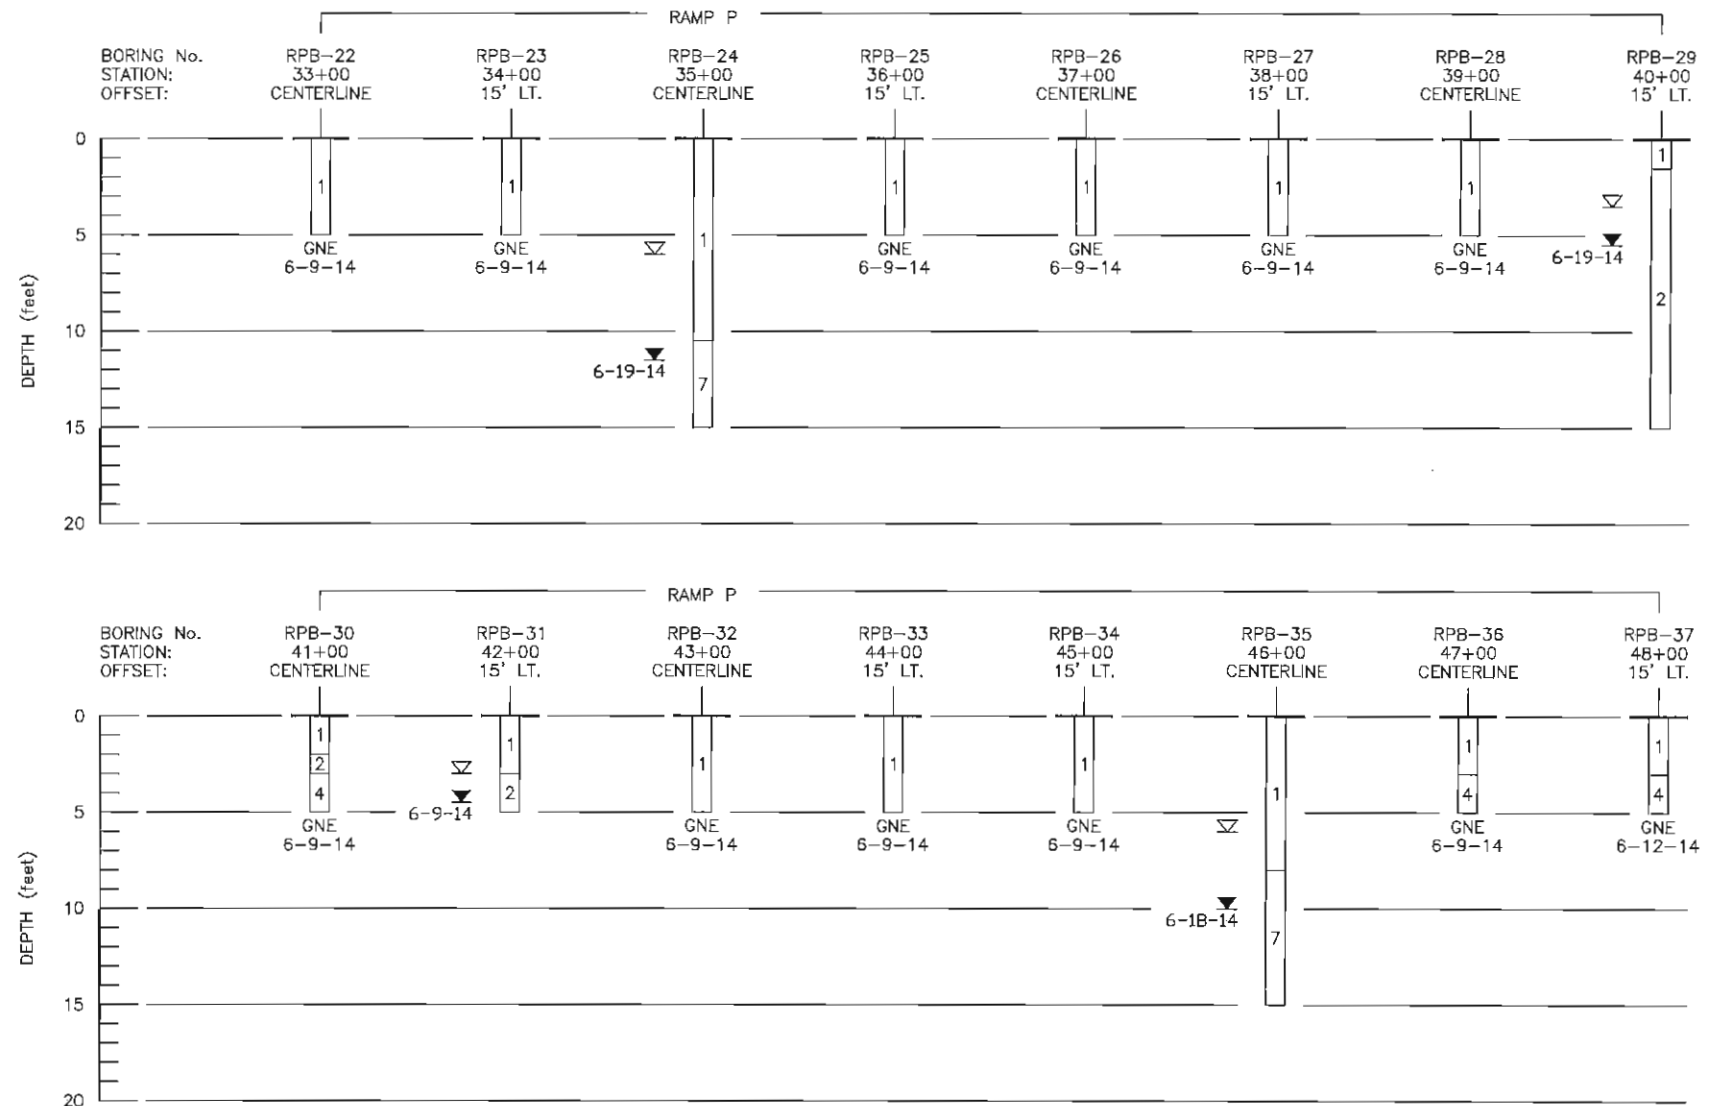 RAMP P
BORING No. RPB-22 RPB-23 RPB-24 RPB-25 RPB-26 RPB-27 RPB-28 RPB-29
STATION: 33+00 34+00 35+00 36+00 37+00 38+00 39+00 40+00
OFFSET: CENTERLINE 15' LT. CENTERLINE 15' LT. CENTERLINE 15' LT. CENTERLINE 15' LT.
0
1
1 1 1 1 1 1
5 1
GNE GNE GNE GNE GNE GNE
6-9-14 6-9-14 6-9-14 6-9-14 6-9-14 6-9-14 6-19-14
2
10
6-19-14
7
15
20
DEPTH (feet)
RAMP P
BORING No. RPB-30 RPB-31 RPB-32 RPB-33 RPB-34 RPB-35 RPB-36 RPB-37
STATION: 41+00 42+00 43+00 44+00 45+00 46+00 47+00 48+00
OFFSET: CENTERLINE 15' LT. CENTERLINE 15' LT. 15' LT. CENTERLINE CENTERLINE 15' LT.
0
1 1 1 1
2 1 1 1
4 2 1 4 4
5 6-9-14
GNE GNE GNE GNE GNE GNE
6-9-14 6-9-14 6-9-14 6-9-14 6-9-14 6-12-14
10
6-18-14
7
15
20
DEPTH (feet)